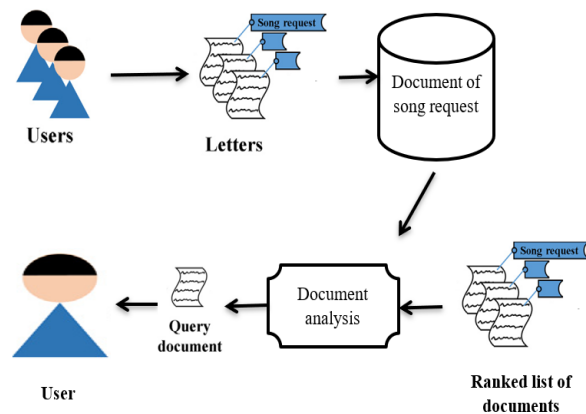 Song request
Users
Letters
Document of
song request
Song request
Document
analysis
Query
document
User
Ranked list of
documents